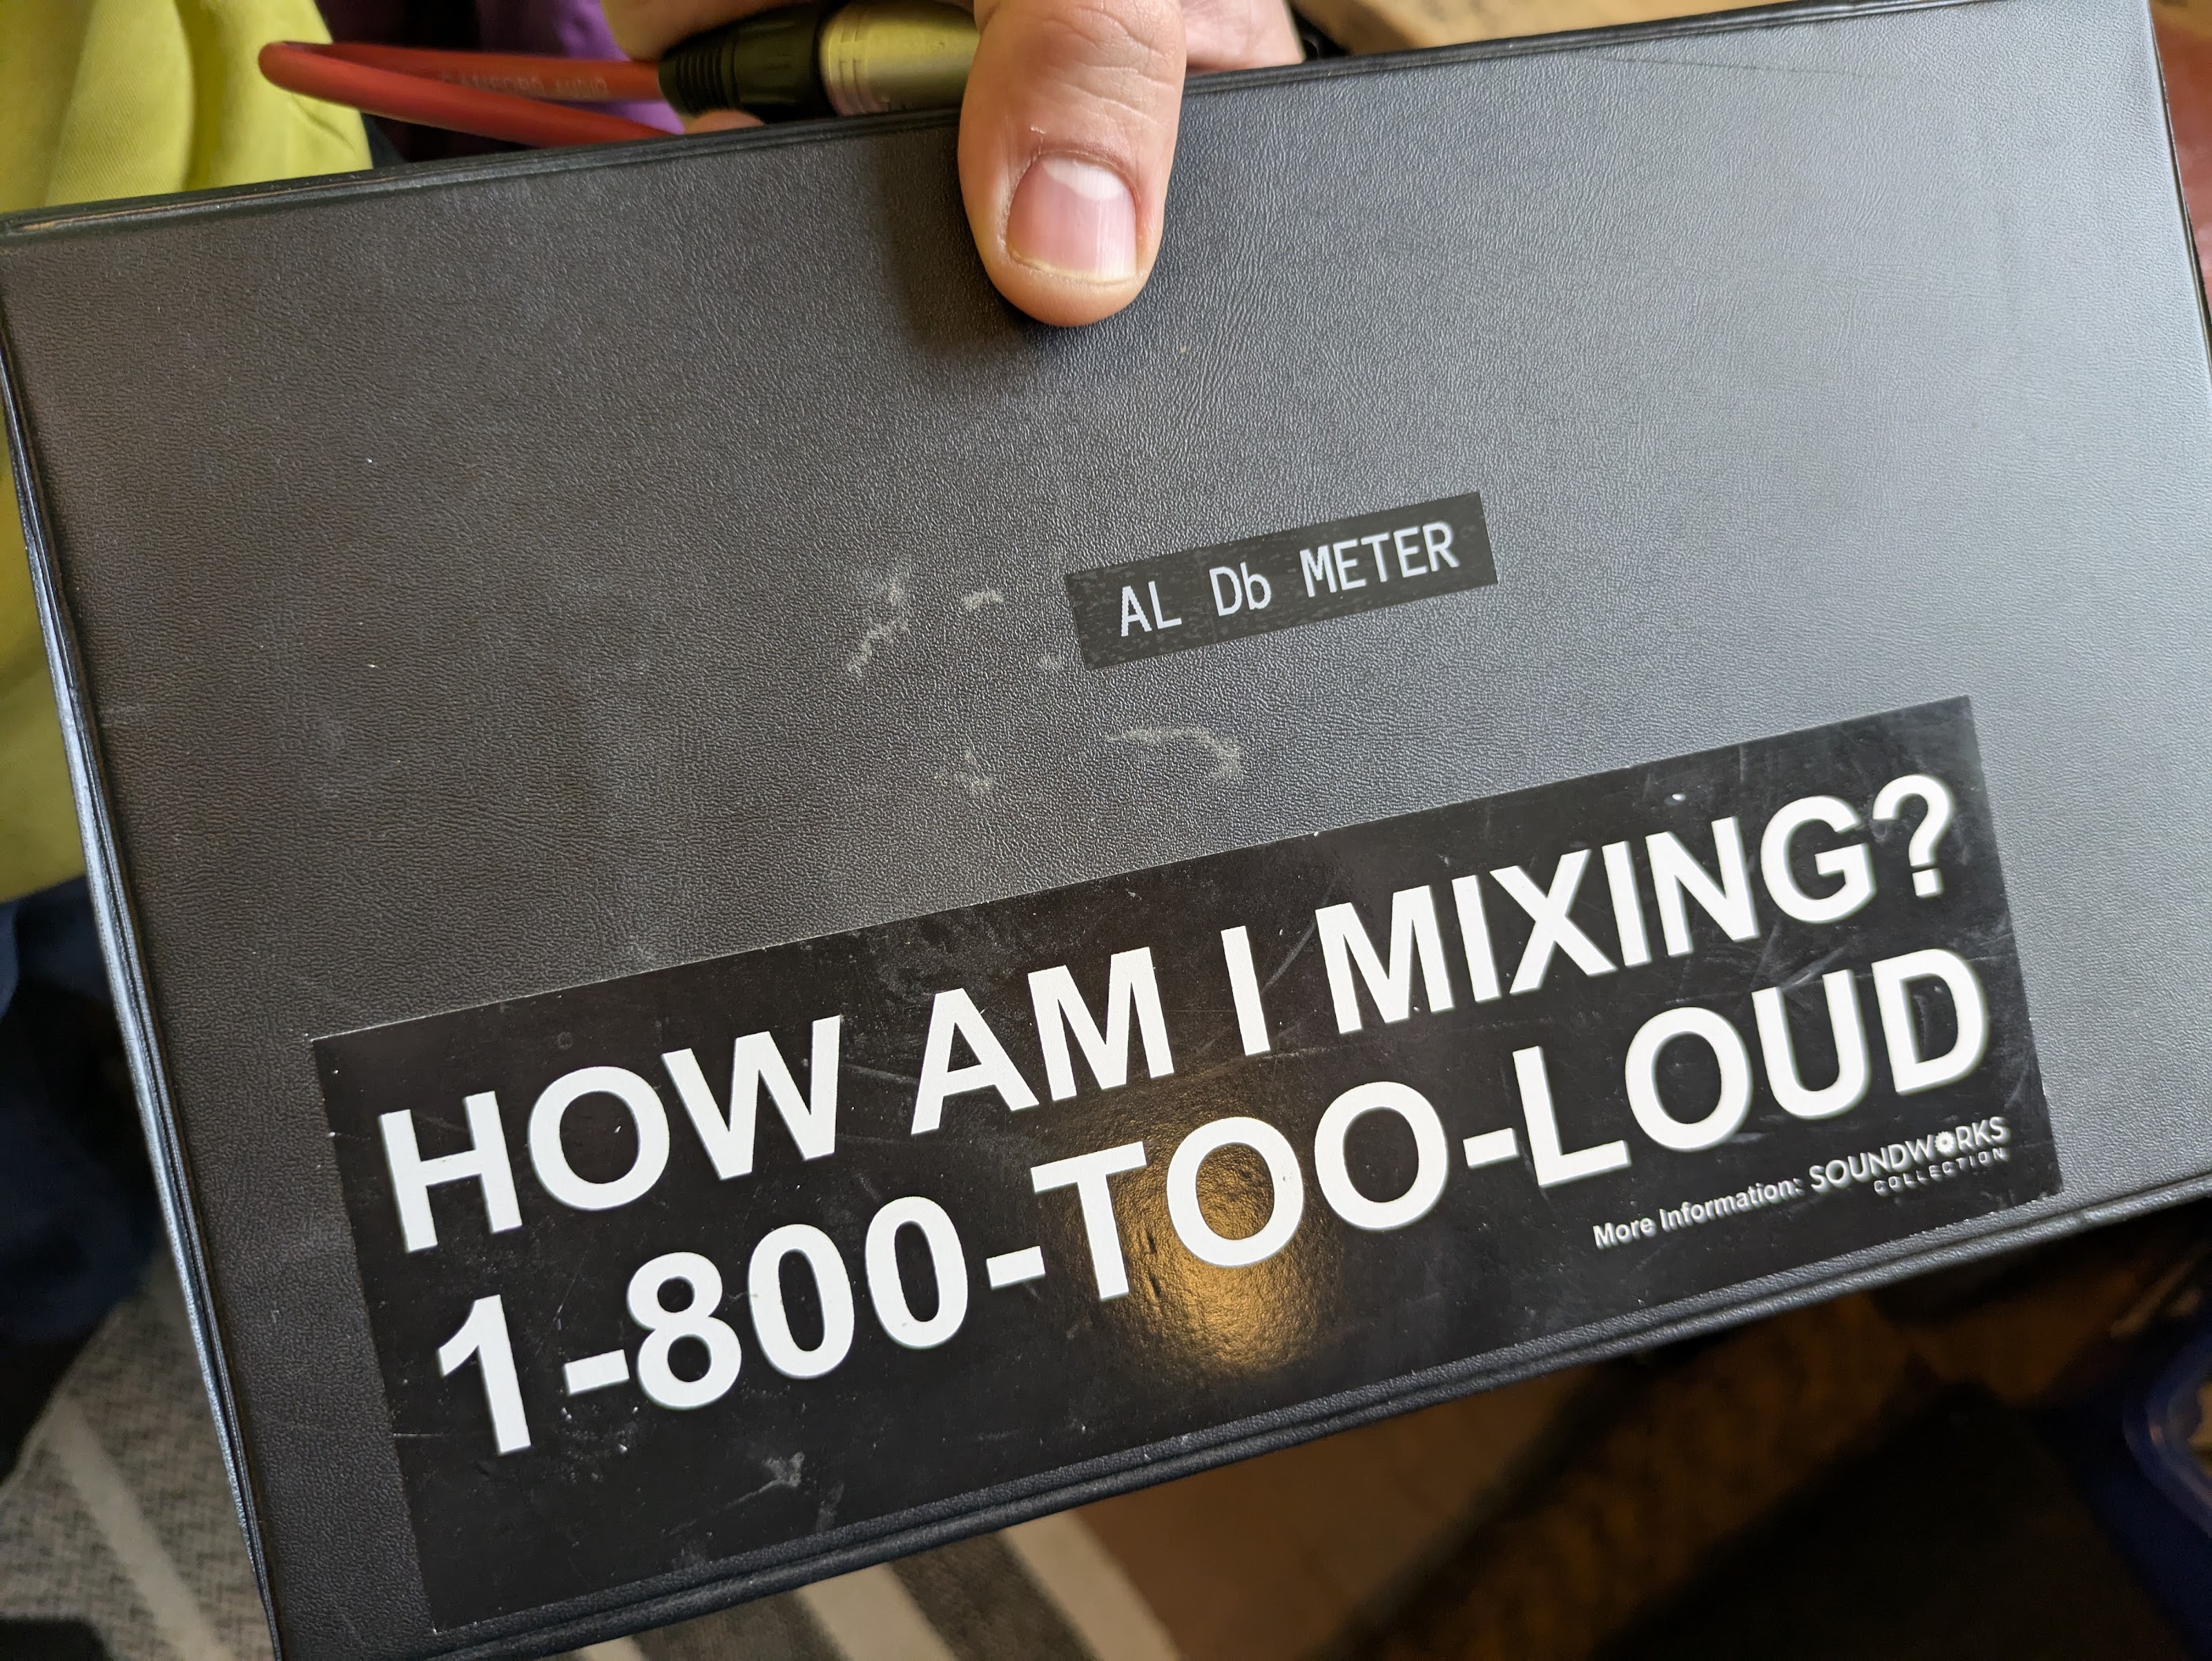 AL Db METER
HOW AM I MIXING?
1-800-TOO-LOUD
More Information: SOUNDWORKS
COLLECTION